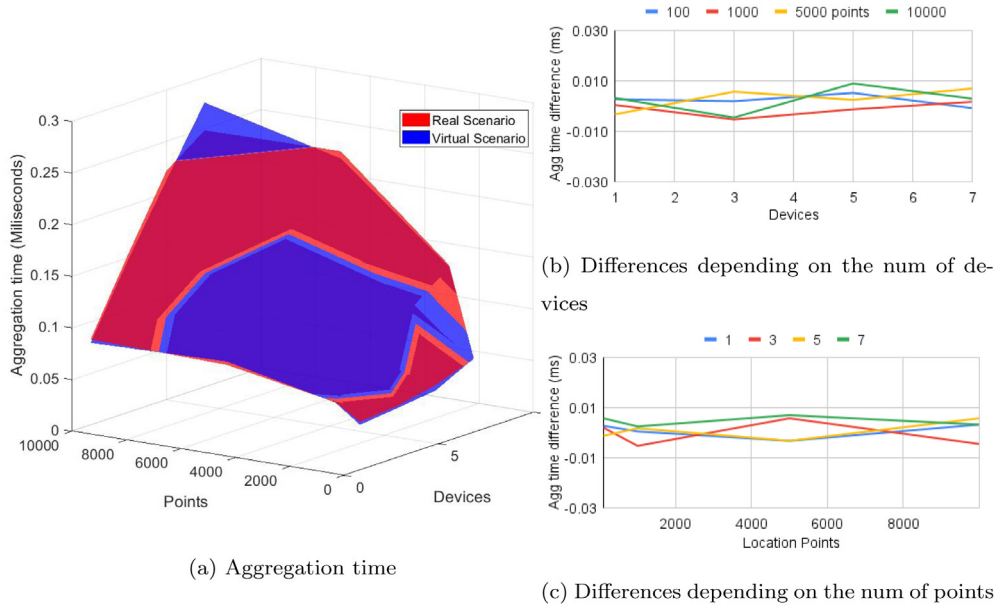 0.3
0.25
0.2
0.15
0.1
0.05
0
Aggregation time (Miliseconds)
Real Scenario
Virtual Scenario
10000
8000
6000
4000
2000
0
Points
0
5
Devices
(a) Aggregation time
100 1000 5000 points 10000
Agg time difference (ms)
0.030
0.010
-0.010
-0.030
1 2 3 4 5 6 7
Devices
(b) Differences depending on the num of de-
vices
1 3 5 7
Agg time difference (ms)
0.03
0.01
-0.01
-0.03
2000 4000 6000 8000
Location Points
(c) Differences depending on the num of points